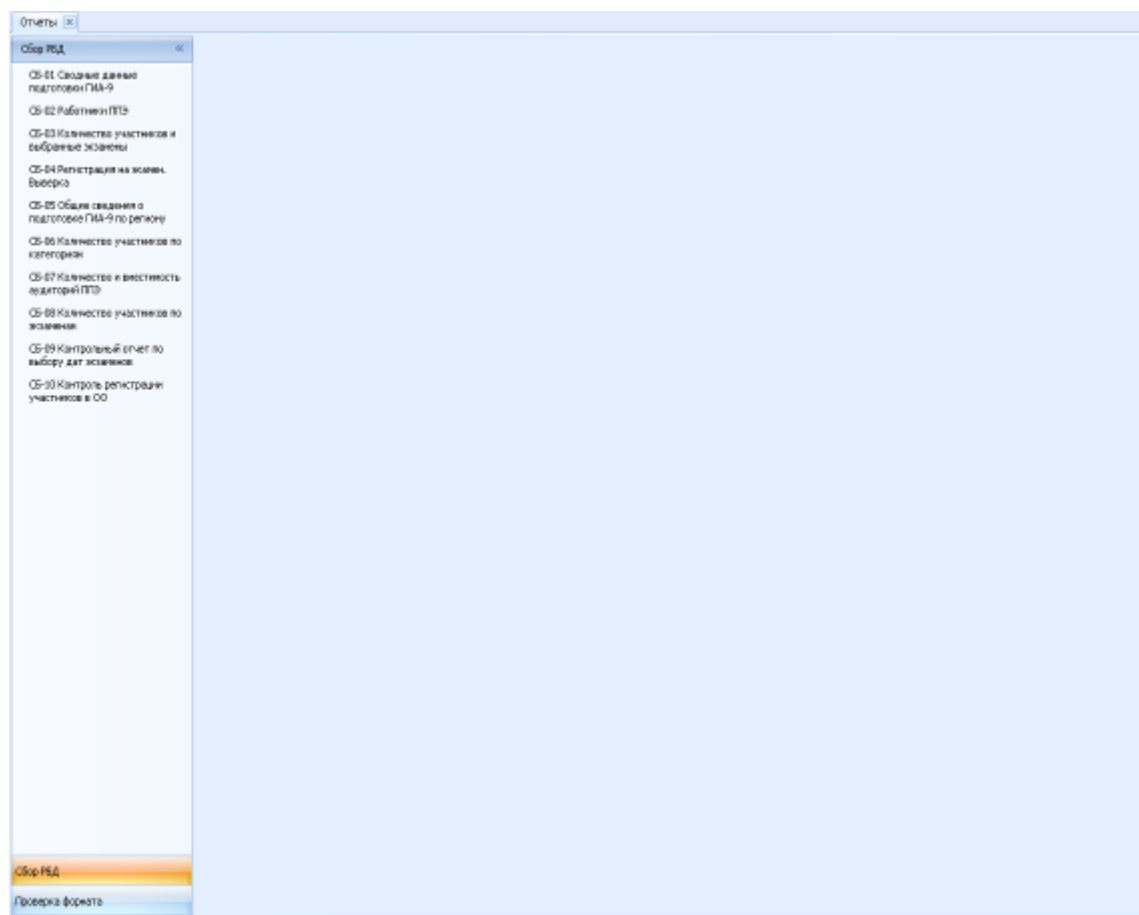 Отчеты
Сбор РБД
СБ-01 Сводные данные
подготовки ГИА-9
СБ-02 Работники ППЭ
СБ-03 Количество участников и
выбранные экзамены
СБ-04 Регистрация на экзамен.
Выверка
СБ-05 Общие сведения о
подготовке ГИА-9 по региону
СБ-06 Количество участников по
категориям
СБ-07 Количество и вместимость
аудиторий ППЭ
СБ-08 Количество участников по
экзаменам
СБ-09 Контрольный отчет по
выбору дат экзаменов
СБ-10 Контроль регистрации
участников в ОО
Сбор РБД
Проверка формата